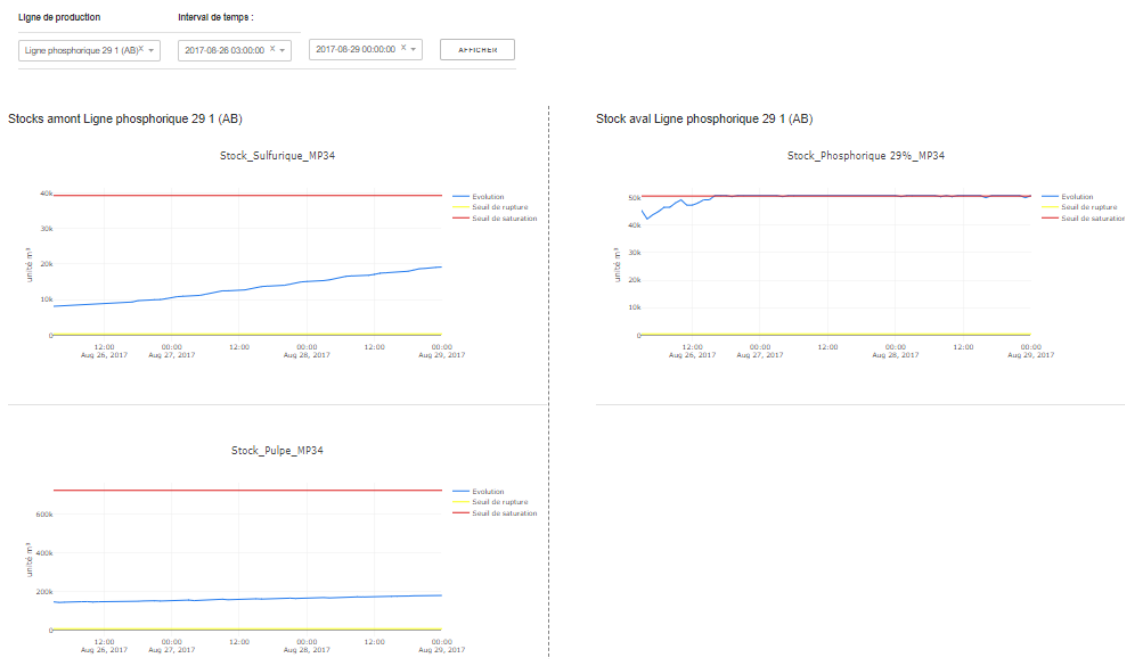 Ligne de production Interval de temps :
Ligne phosphorique 29 1 (AB) x 2017-08-26 03:00:00 x 2017-08-29 00:00:00 x AFFICHER
Stocks amont Ligne phosphorique 29 1 (AB)
Stock_Sulfurique_MP34
40k
30k
20k
10k
0
unité m³
12:00 00:00 12:00 00:00 12:00 00:00
Aug 26, 2017 Aug 27, 2017 Aug 28, 2017 Aug 29, 2017
Evolution
Seuil de rupture
Seuil de saturation
Stock_Pulpe_MP34
600k
400k
200k
0
unité m³
12:00 00:00 12:00 00:00 12:00 00:00
Aug 26, 2017 Aug 27, 2017 Aug 28, 2017 Aug 29, 2017
Evolution
Seuil de rupture
Seuil de saturation
Stock aval Ligne phosphorique 29 1 (AB)
Stock_Phosphorique 29%_MP34
50k
40k
30k
20k
10k
0
unité m³
12:00 00:00 12:00 00:00 12:00 00:00
Aug 26, 2017 Aug 27, 2017 Aug 28, 2017 Aug 29, 2017
Evolution
Seuil de rupture
Seuil de saturation